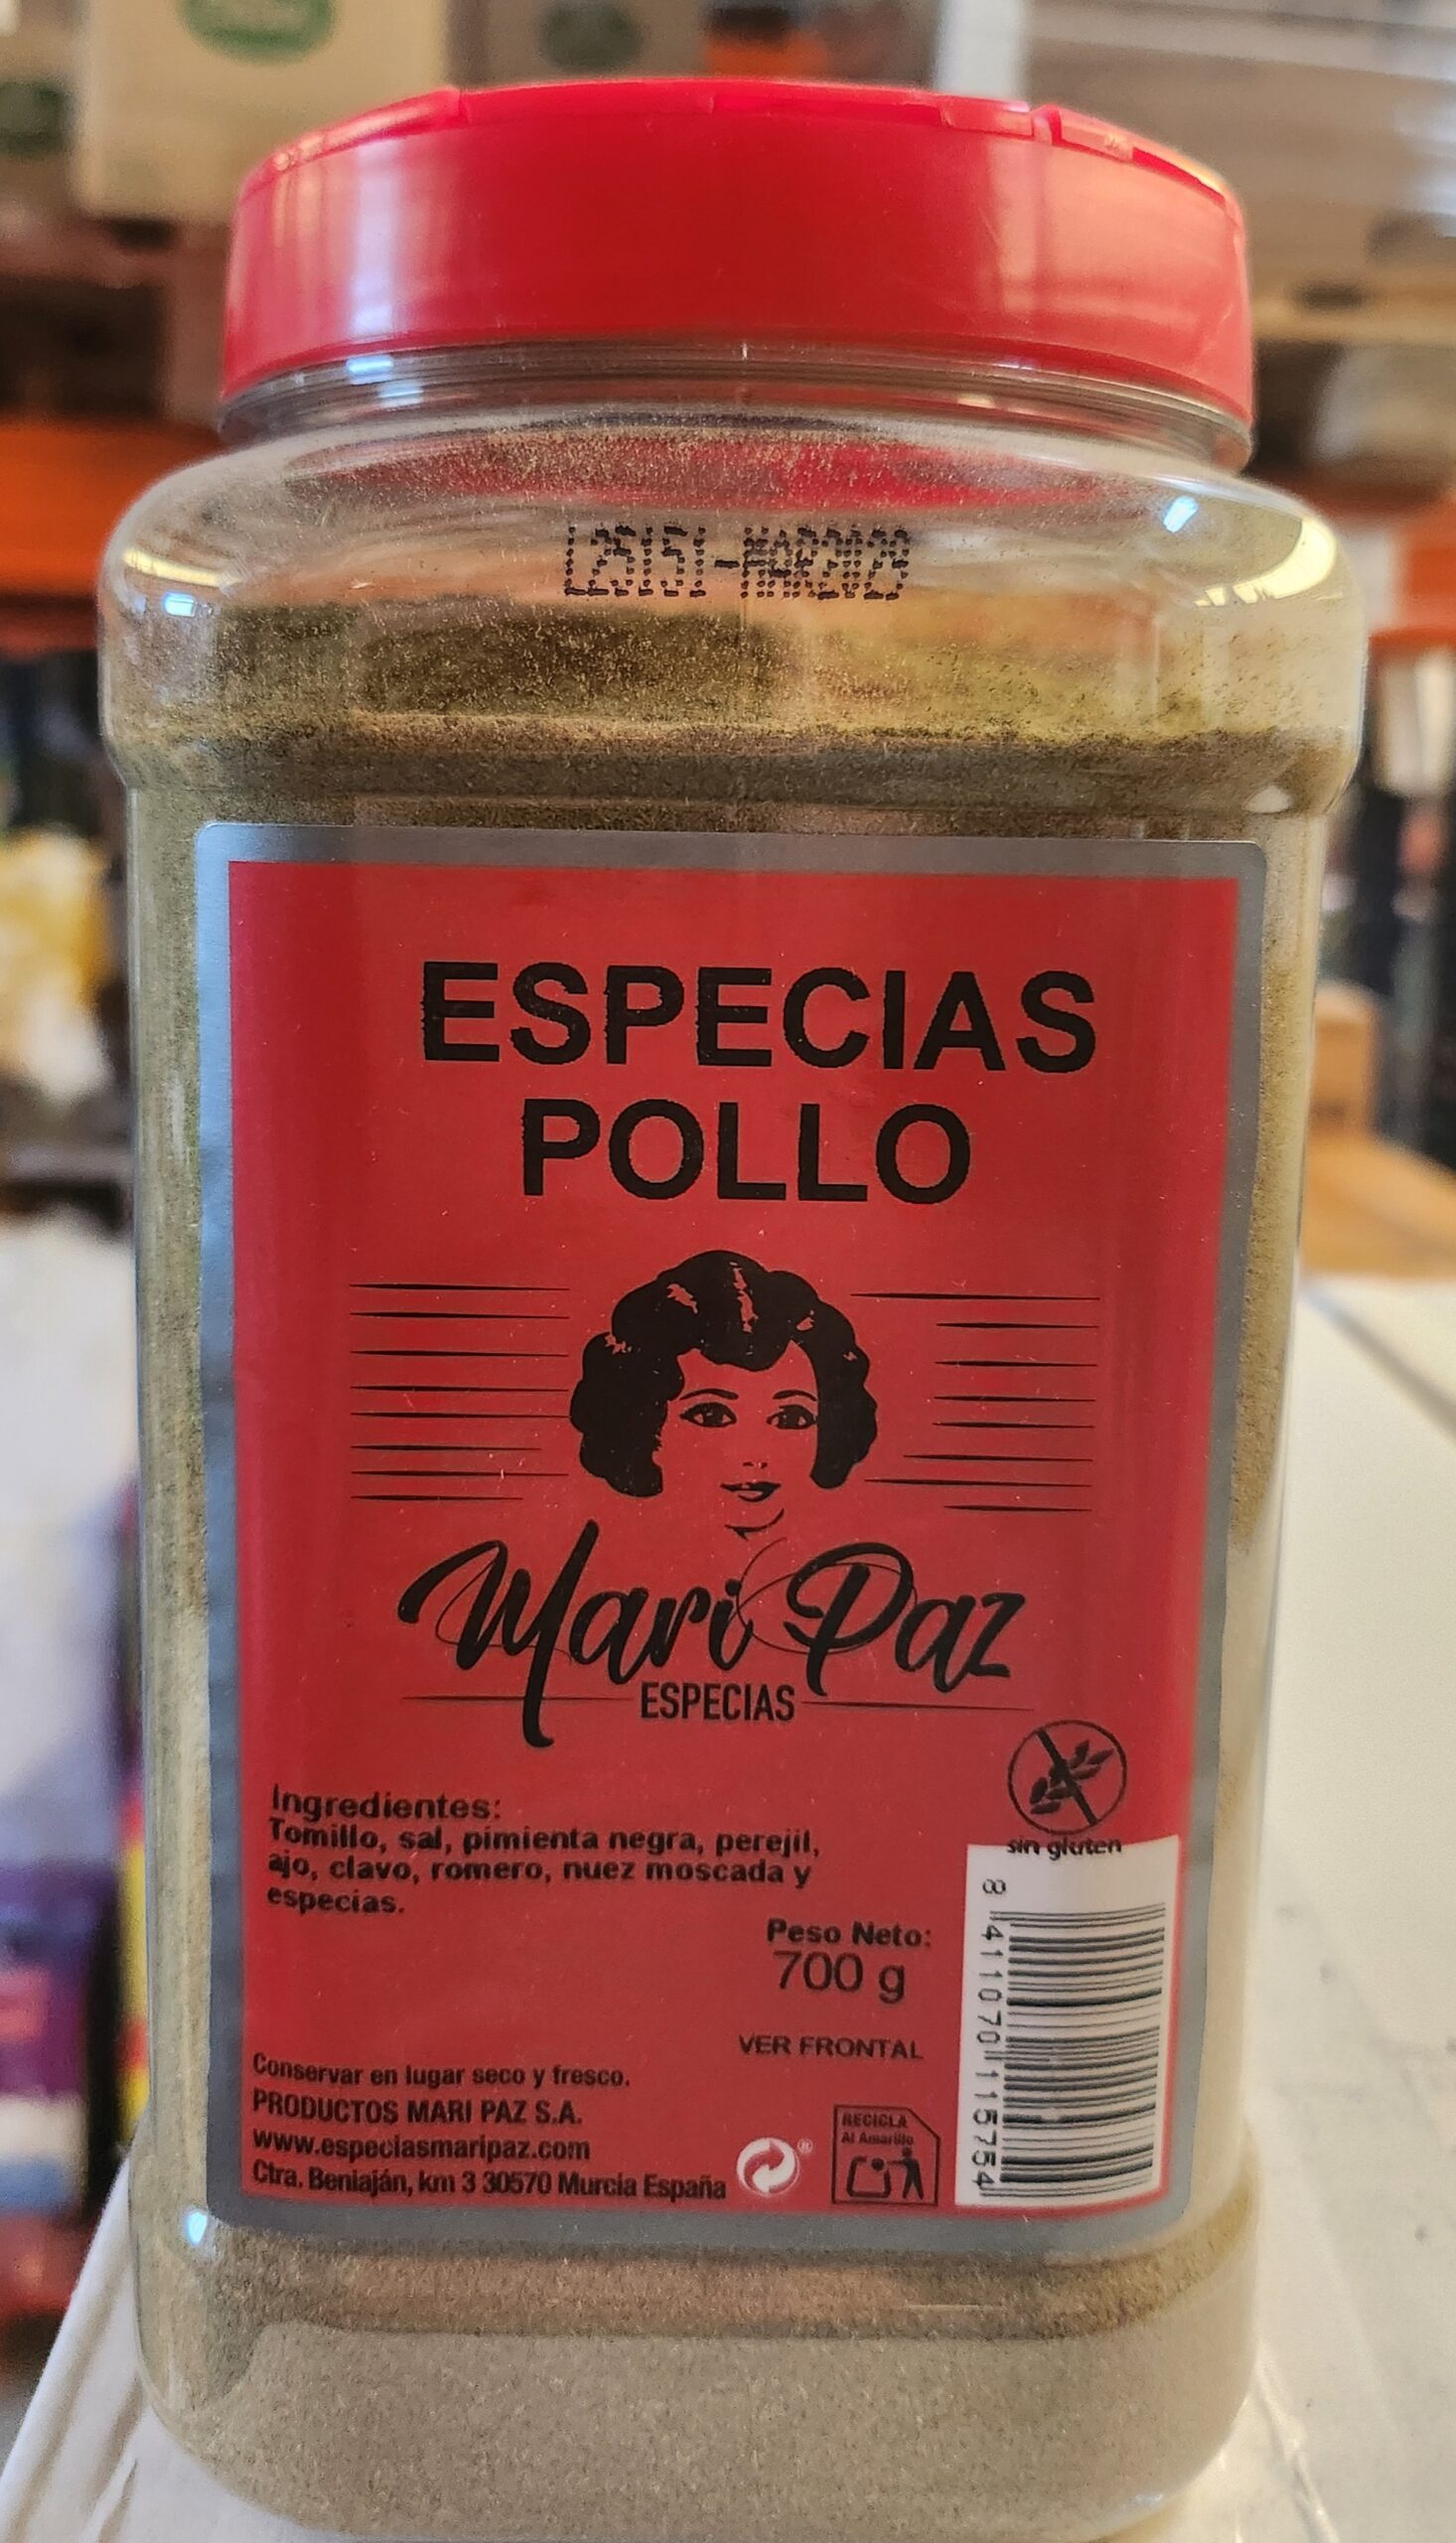 ESPECIAS
POLLO
Mari Paz
ESPECIAS
sin gluten
Ingredientes:
Tomillo, sal, pimienta negra, perejil,
ajo, clavo, romero, nuez moscada y
especias.
Peso Neto:
700 g
VER FRONTAL
Conservar en lugar seco y fresco.
PRODUCTOS MARI PAZ S.A.
www.especiasmaripaz.com
Ctra. Beniaján, km 3 30570 Murcia España
®
RECICLA
Al Amarillo
8 411070 115754